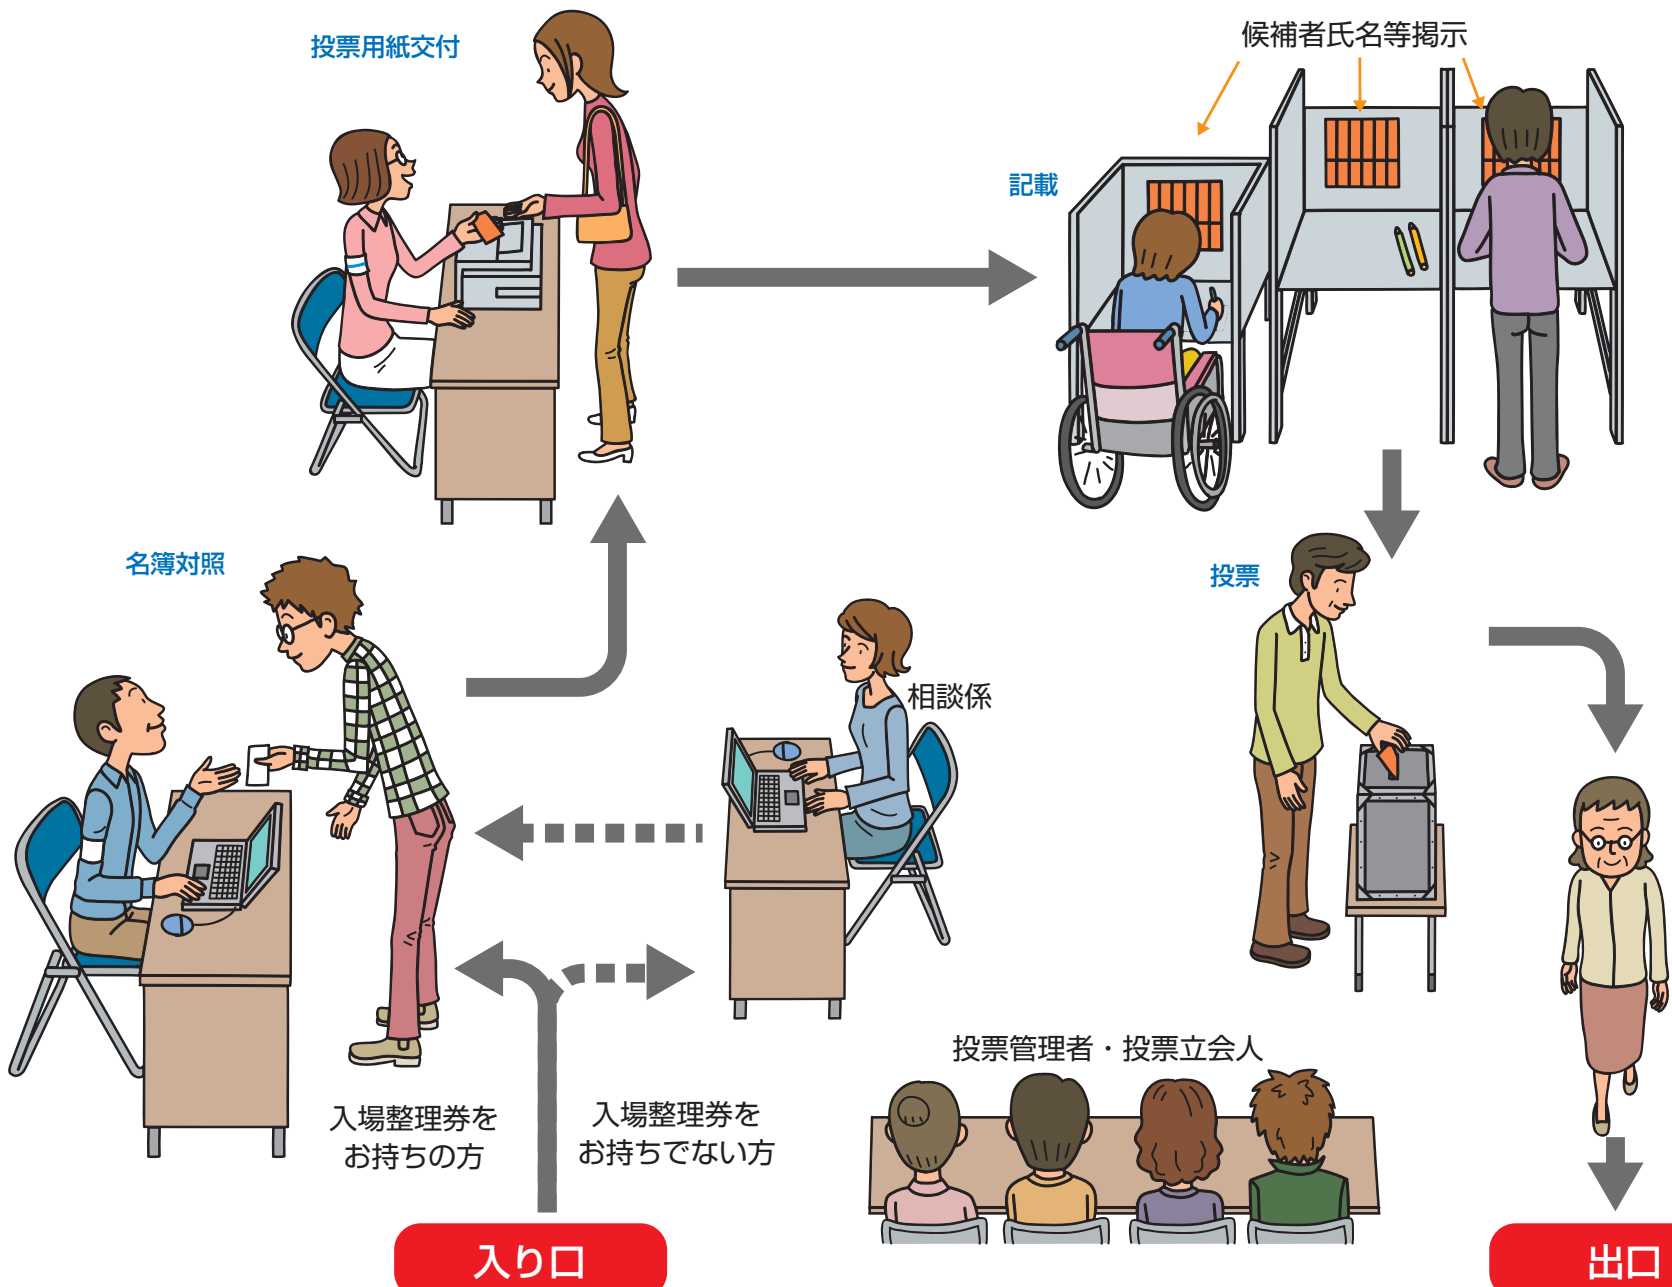 投票用紙交付
候補者氏名等掲示
記載
名簿対照
投票
相談係
投票管理者・投票立会人
入場整理券を
お持ちの方
入場整理券を
お持ちでない方
入り口
出口